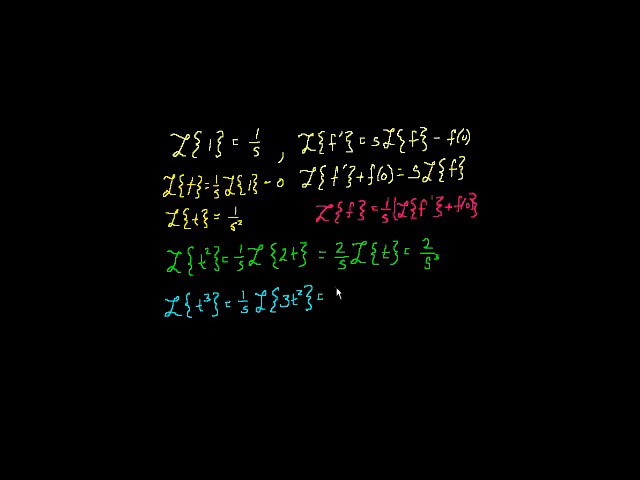 ℒ{1} = 1/s , ℒ{f'} = sℒ{f} - f(0)
ℒ{t} = 1/s ℒ{1} - 0 ℒ{f'} + f(0) = sℒ{f}
ℒ{t} = 1/s² ℒ{f} = 1/s [ℒ{f'} + f(0)]
ℒ{t²} = 1/s ℒ{2t} = 2/s ℒ{t} = 2/s³
ℒ{t³} = 1/s ℒ{3t²} =